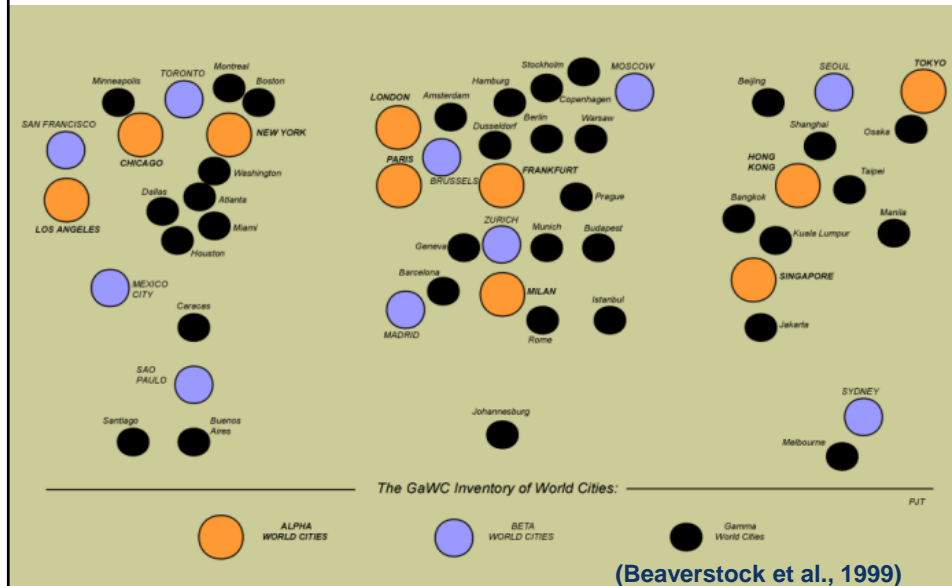 Minneapolis
TORONTO
Montreal
Boston
SAN FRANCISCO
CHICAGO
NEW YORK
Washington
LOS ANGELES
Dallas
Atlanta
Miami
Houston
MEXICO
CITY
Careces
SAO
PAULO
Santiago
Buenos
Aires
LONDON
Amsterdam
Hamburg
Stockholm
Copenhagen
MOSCOW
Dusseldorf
Berlin
Warsaw
PARIS
BRUSSELS
FRANKFURT
Prague
ZURICH
Geneva
Munich
Budapest
Barcelona
MILAN
Istanbul
MADRID
Rome
Johannesburg
Beijing
SEOUL
TOKYO
Shanghai
Osaka
HONG
KONG
Taipei
Bangkok
Manila
Kuala Lumpur
SINGAPORE
Jakarta
SYDNEY
Melbourne
The GaWC Inventory of World Cities:
PJT
ALPHA
WORLD CITIES
BETA
WORLD CITIES
Gamma
World Cities
(Beaverstock et al., 1999)